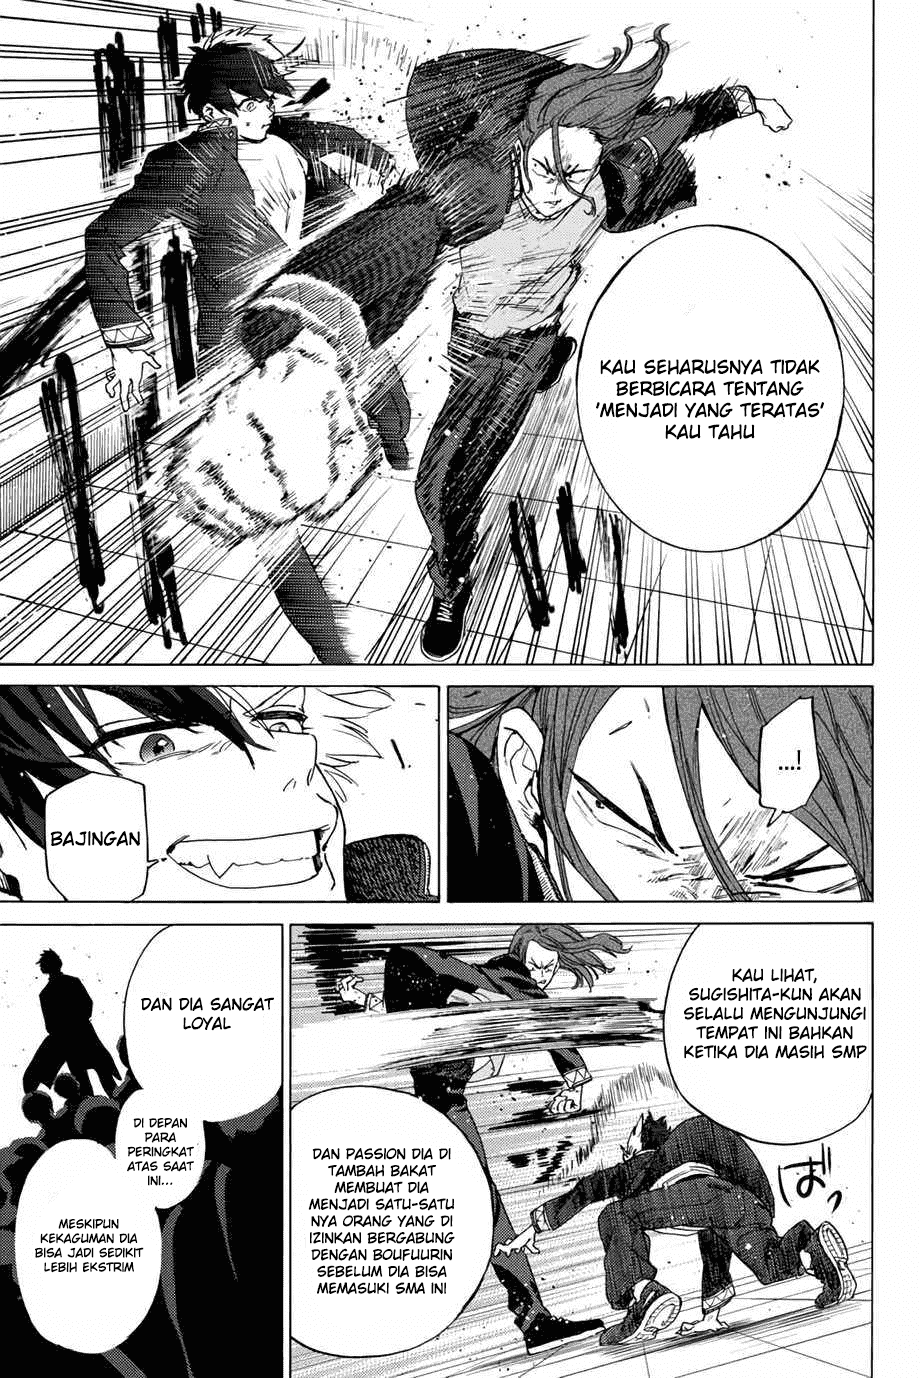 KAU SEHARUSNYA TIDAK
BERBICARA TENTANG
'MENJADI YANG TERATAS'
KAU TAHU
....!
BAJINGAN
KAU LIHAT,
SUGISHITA-KUN AKAN
SELALU MENGUNJUNGI
TEMPAT INI BAHKAN
KETIKA DIA MASIH SMP
ばっ
DAN PASSION DIA DI
TAMBAH BAKAT
MEMBUAT DIA
MENJADI SATU-SATU
NYA ORANG YANG DI
IZINKAN BERGABUNG
DENGAN BOUFUURIN
SEBELUM DIA BISA
MEMASUKI SMA INI
DAN DIA SANGAT
LOYAL
DI DEPAN
PARA
PERINGKAT
ATAS SAAT
INI...
MESKIPUN
KEKAGUMAN DIA
BISA JADI SEDIKIT
LEBIH EKSTRIM